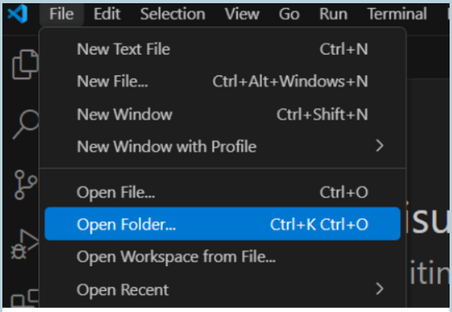 File Edit Selection View Go Run Terminal
New Text File Ctrl+N
New File... Ctrl+Alt+Windows+N
New Window Ctrl+Shift+N
New Window with Profile
Open File... Ctrl+O
Open Folder... Ctrl+K Ctrl+O
isu
Open Workspace from File...
itin
Open Recent